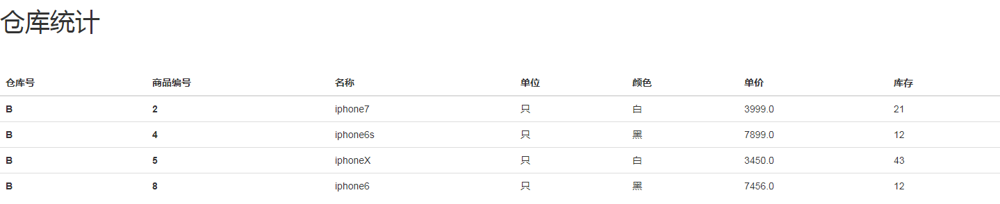 仓库统计
仓库号 商品编号 名称 单位 颜色 单价 库存
B 2 iphone7 只 白 3999.0 21
B 4 iphone6s 只 黑 7899.0 12
B 5 iphoneX 只 白 3450.0 43
B 8 iphone6 只 黑 7456.0 12